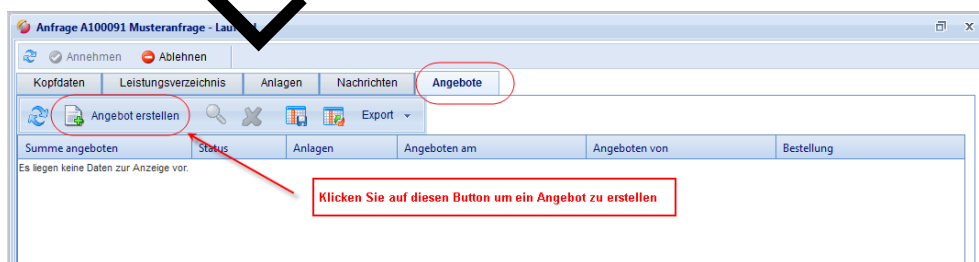 Anfrage A100091 Musteranfrage -
Annehmen Ablehnen
Kopfdaten Leistungsverzeichnis Anlagen Nachrichten Angebote
Angebot erstellen Export
Summe angeboten Status Anlagen Angeboten am Angeboten von Bestellung
Es liegen keine Daten zur Anzeige vor.
Klicken Sie auf diesen Button um ein Angebot zu erstellen